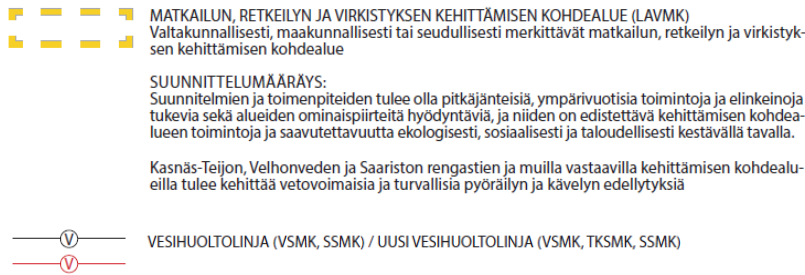 MATKAILUN, RETKEILYN JA VIRKISTYKSEN KEHITTÄMISEN KOHDEALUE (LAVMK)
Valtakunnallisesti, maakunnallisesti tai seudullisesti merkittävät matkailun, retkeilyn ja virkistyk-
sen kehittämisen kohdealue
SUUNNITTELUMÄÄRÄYS:
Suunnitelmien ja toimenpiteiden tulee olla pitkäjänteisiä, ympärivuotisia toimintoja ja elinkeinoja
tukevia sekä alueiden ominaispiirteitä hyödyntäviä, ja niiden on edistettävä kehittämisen kohdea-
lueen toimintoja ja saavutettavuutta ekologisesti, sosiaalisesti ja taloudellisesti kestävällä tavalla.
Kasnäs-Teijon, Velhonveden ja Saariston rengastien ja muilla vastaavilla kehittämisen kohdealu-
eilla tulee kehittää vetovoimaisia ja turvallisia pyöräilyn ja kävelyn edellytyksiä
V VESIHUOLTOLINJA (VSMK, SSMK) / UUSI VESIHUOLTOLINJA (VSMK, TKSMK, SSMK)
V